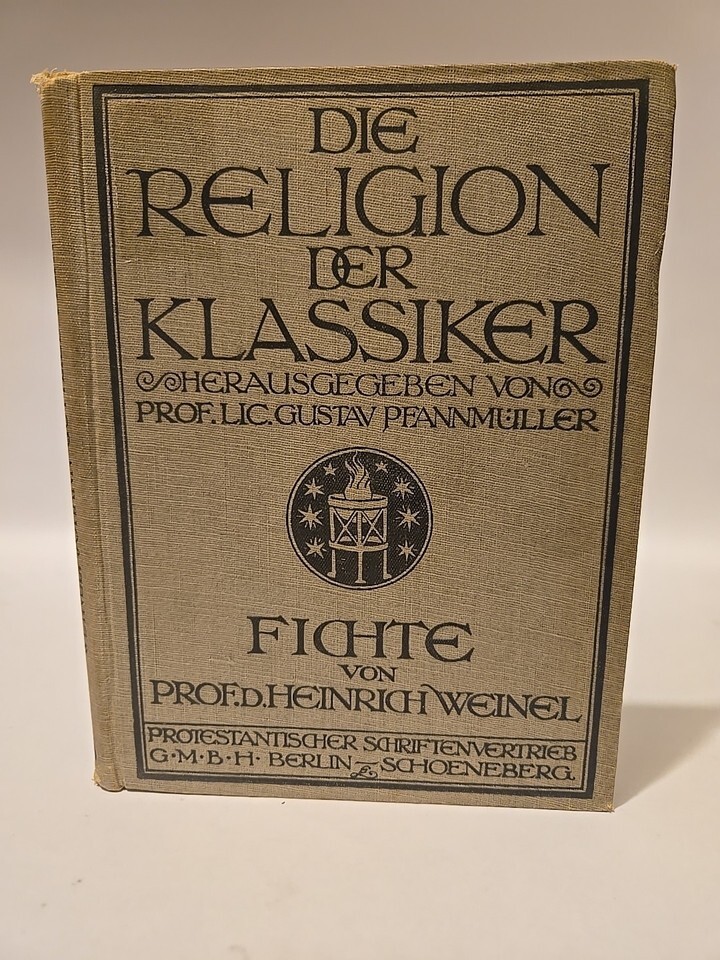 DIE
RELIGION
DER
KLASSIKER
HERAUSGEGEBEN VON
PROF. LIC. GUSTAV PFANNMÜLLER
FICHTE
VON
PROF. D. HEINRICH WEINEL
PROTESTANTISCHER SCHRIFTENVERTRIEB
G·M·B·H· BERLIN-SCHOENEBERG.